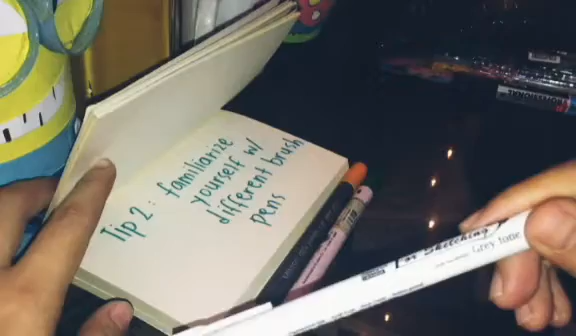 Tip 2: familiarize
yourself w/
different brush
pens
for Sketching
Grey tone